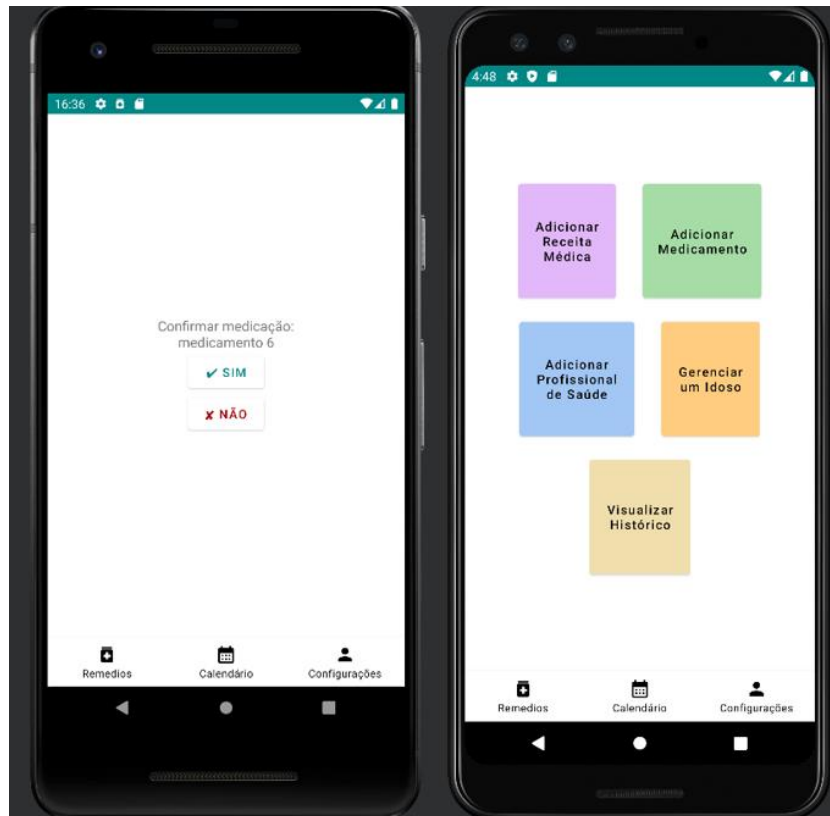 16:36
Confirmar medicação:
medicamento 6
✔ SIM
✘ NÃO
Remedios
Calendário
Configurações
4:48
Adicionar
Receita
Médica
Adicionar
Medicamento
Adicionar
Profissional
de Saúde
Gerenciar
um Idoso
Visualizar
Histórico
Remedios
Calendário
Configurações